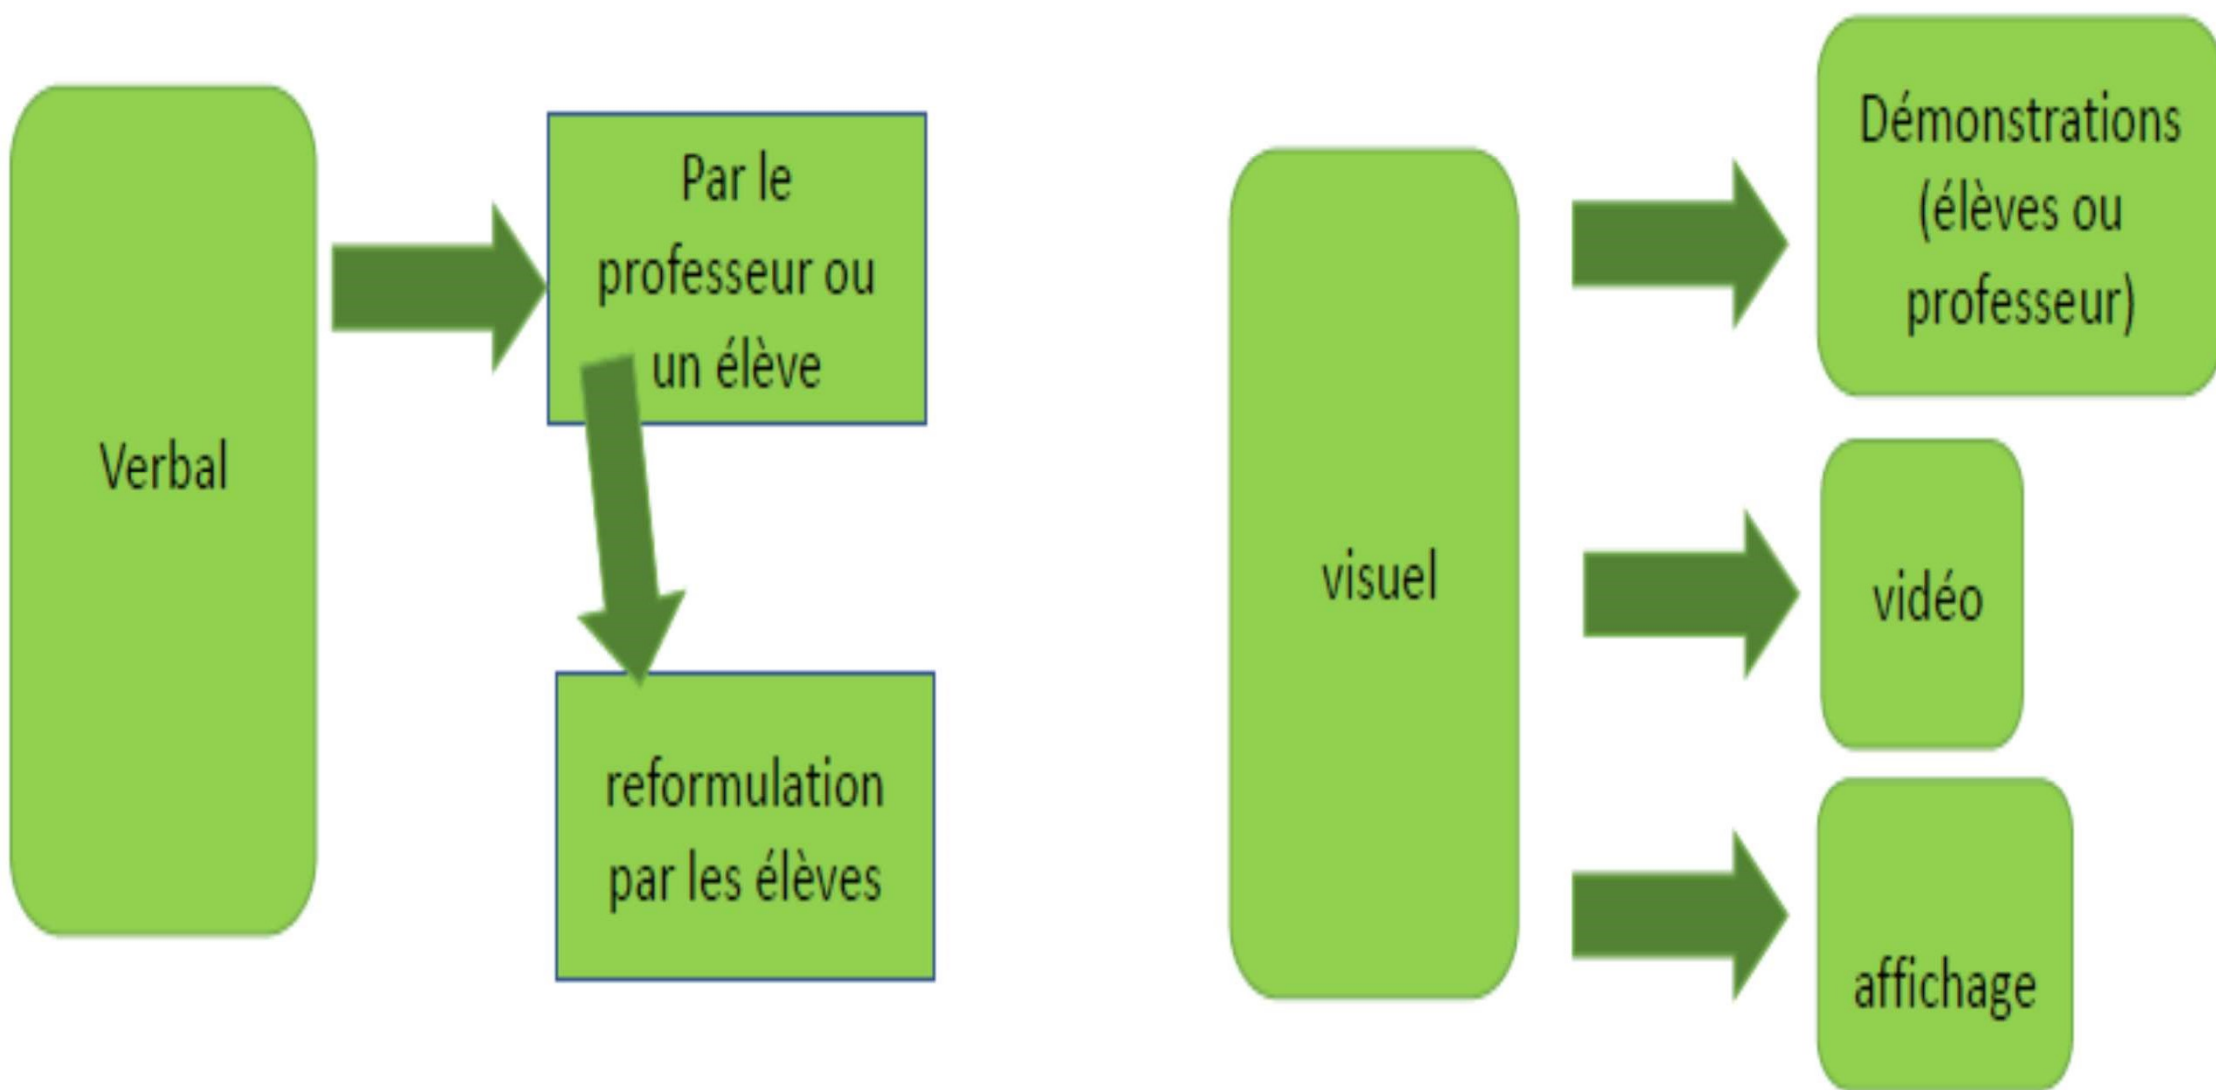 Verbal
Par le
professeur ou
un élève
reformulation
par les élèves
visuel
Démonstrations
(élèves ou
professeur)
vidéo
affichage